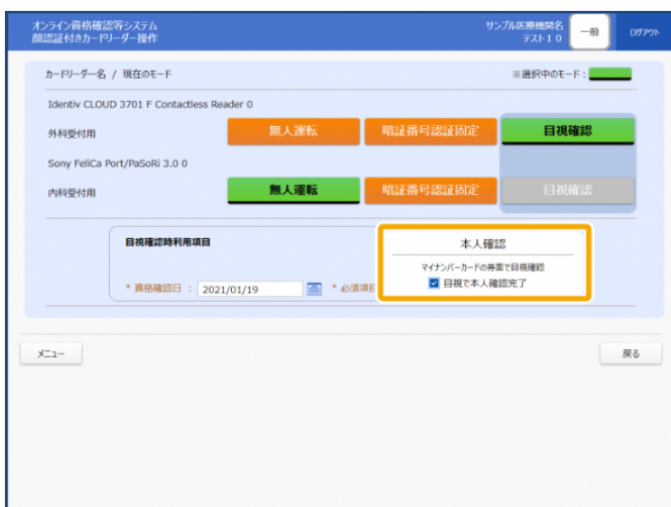 オンライン資格確認等システム
顔認証付きカードリーダー操作
サンプル医療機関名
テスト10
一般
ログアウト
カードリーダー名 / 現在のモード
※選択中のモード:
Identiv CLOUD 3701 F Contactless Reader 0
外科受付用
無人運転
暗証番号認証固定
目視確認
Sony FeliCa Port/PaSoRi 3.0 0
内科受付用
無人運転
暗証番号認証固定
目視確認
目視確認時利用項目
* 資格確認日 : 2021/01/19
* 必須項目
本人確認
マイナンバーカードの券面で目視確認
目視で本人確認完了
メニュー
戻る